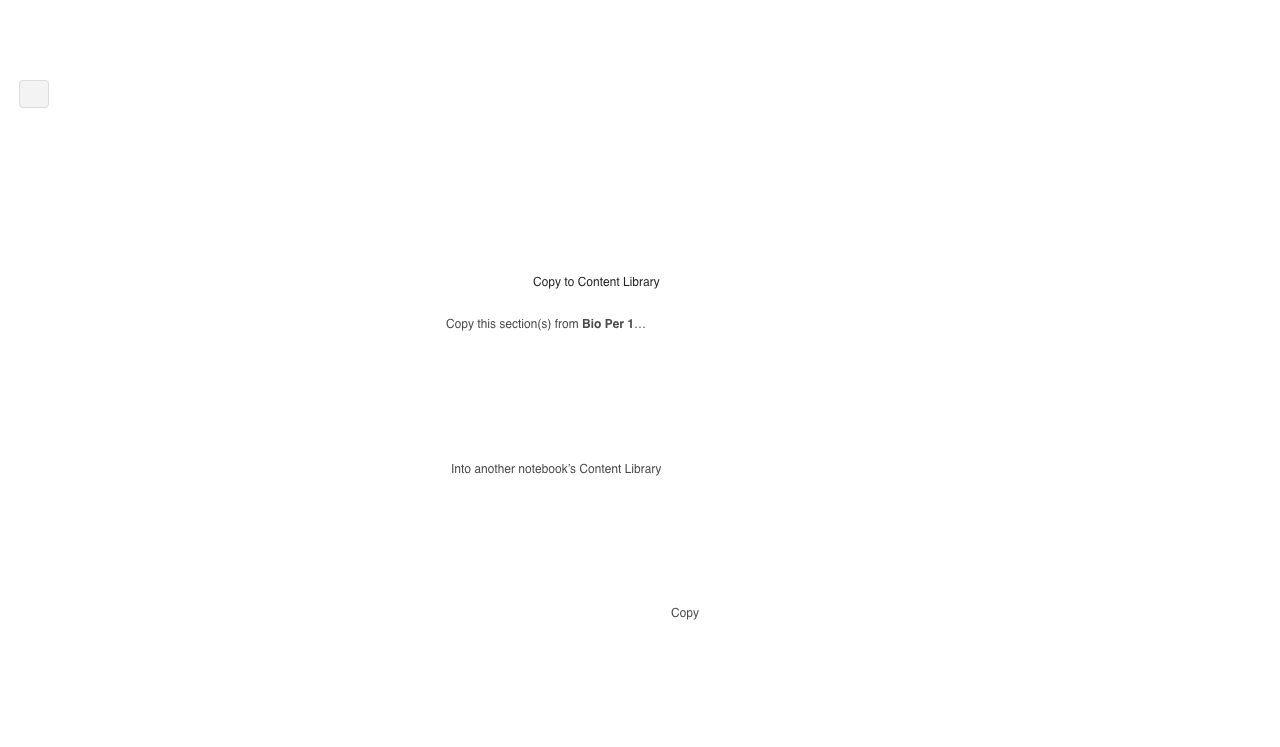 Copy to Content Library
Copy this section(s) from Bio Per 1…
Into another notebook’s Content Library
Copy